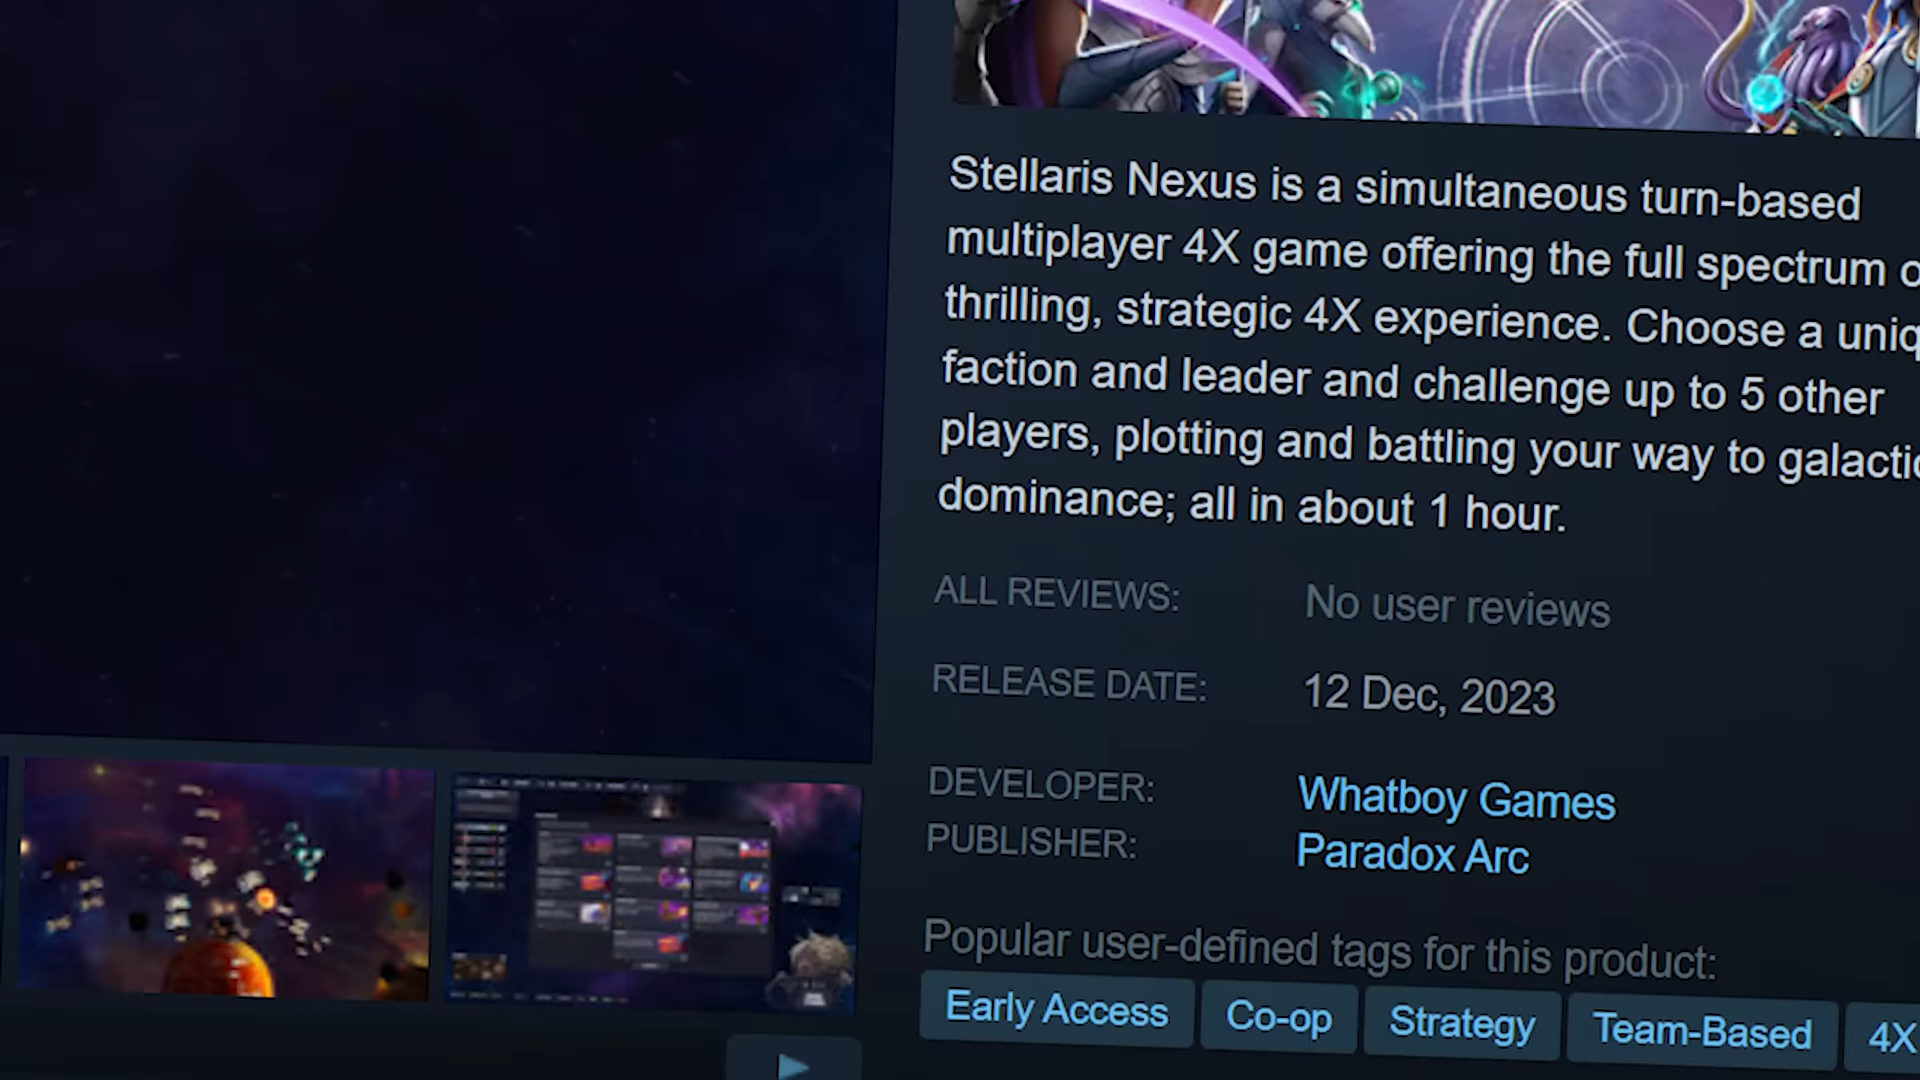 Stellaris Nexus is a simultaneous turn-based
multiplayer 4X game offering the full spectrum
thrilling, strategic 4X experience. Choose a
faction and leader and challenge up to 5 other
players, plotting and battling your way to galactic
dominance; all in about 1 hour.
ALL REVIEWS: No user reviews
RELEASE DATE: 12 Dec, 2023
DEVELOPER: Whatboy Games
PUBLISHER: Paradox Arc
Popular user-defined tags for this product:
Early Access Co-op Strategy Team-Based 4X